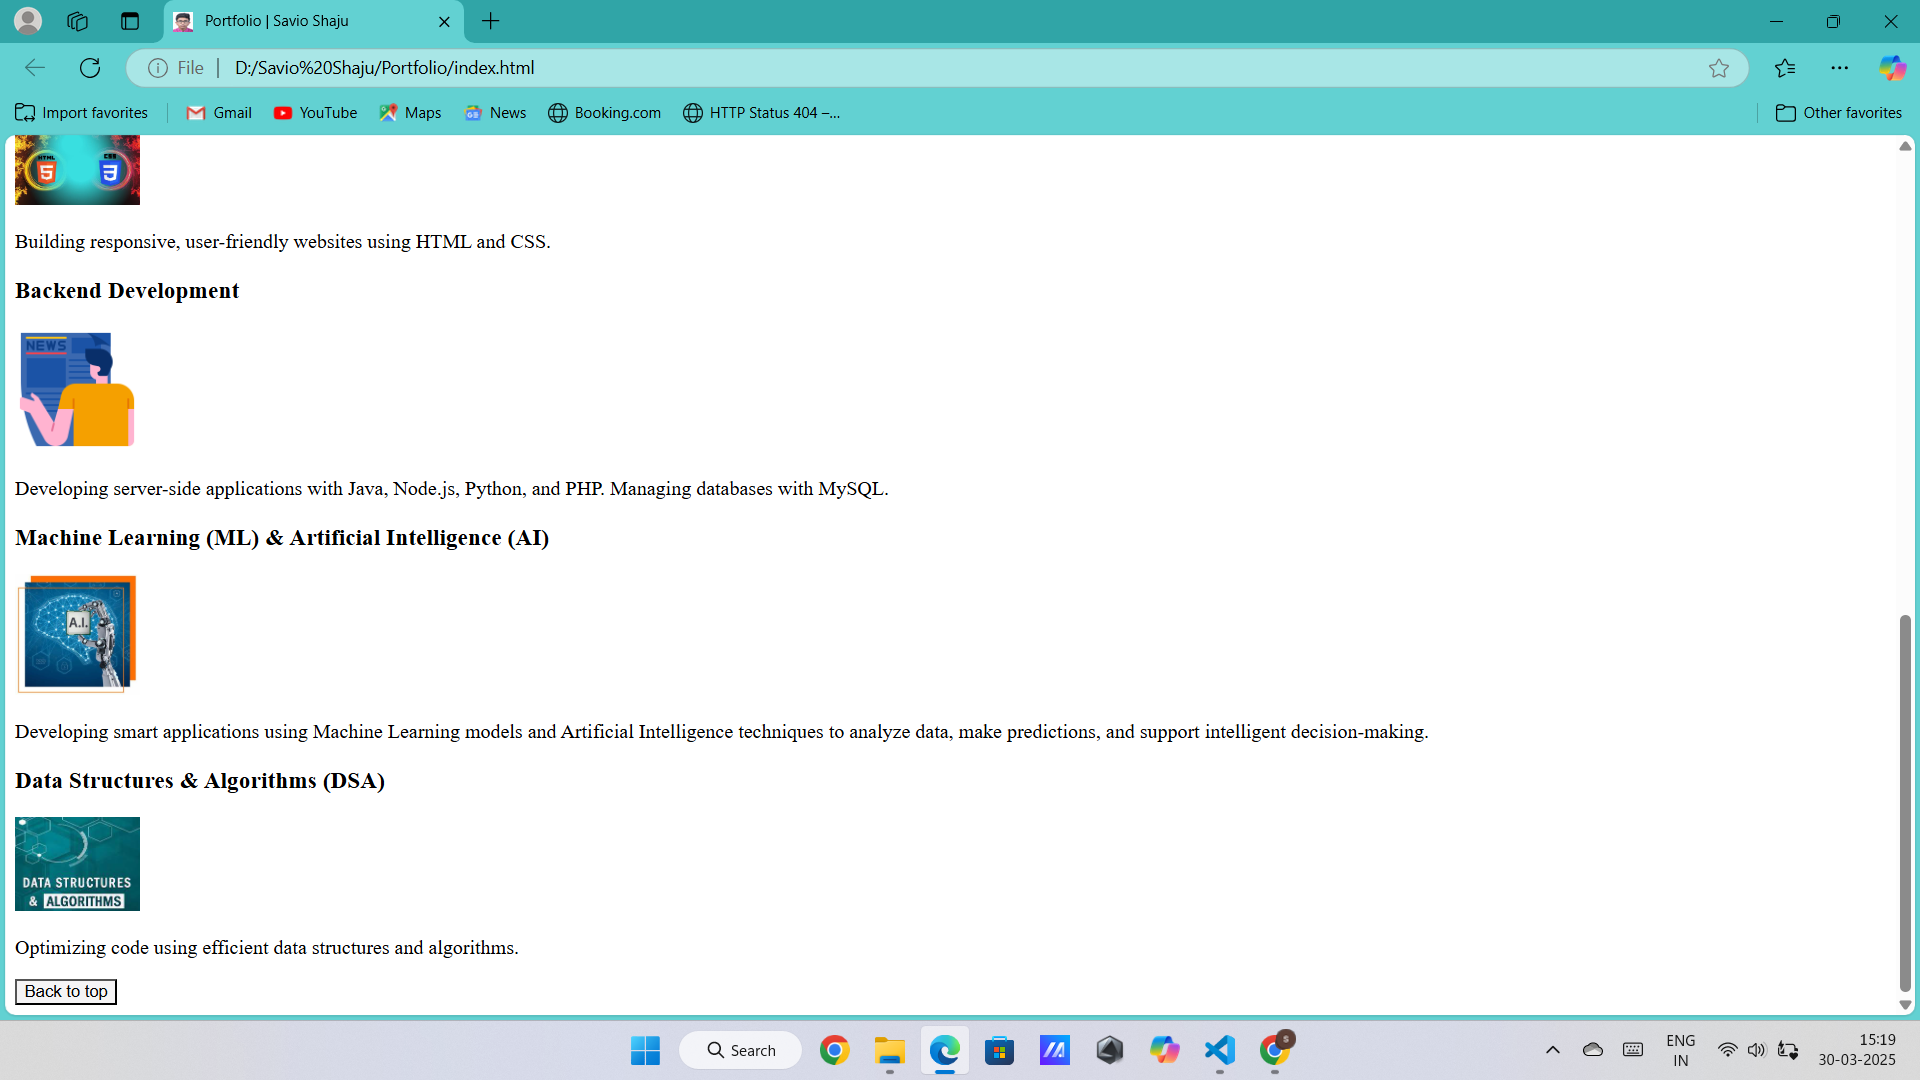 Portfolio | Savio Shaju
File
D:/Savio%20Shaju/Portfolio/index.html
Import favorites
Gmail
YouTube
Maps
News
Booking.com
HTTP Status 404 –...
Other favorites
HTML
5
CSS
3
Building responsive, user-friendly websites using HTML and CSS.
Backend Development
NEWS
Developing server-side applications with Java, Node.js, Python, and PHP. Managing databases with MySQL.
Machine Learning (ML) & Artificial Intelligence (AI)
A.I.
Developing smart applications using Machine Learning models and Artificial Intelligence techniques to analyze data, make predictions, and support intelligent decision-making.
Data Structures & Algorithms (DSA)
DATA STRUCTURES
& ALGORITHMS
Optimizing code using efficient data structures and algorithms.
Back to top
Search
s
ENG
IN
15:19
30-03-2025